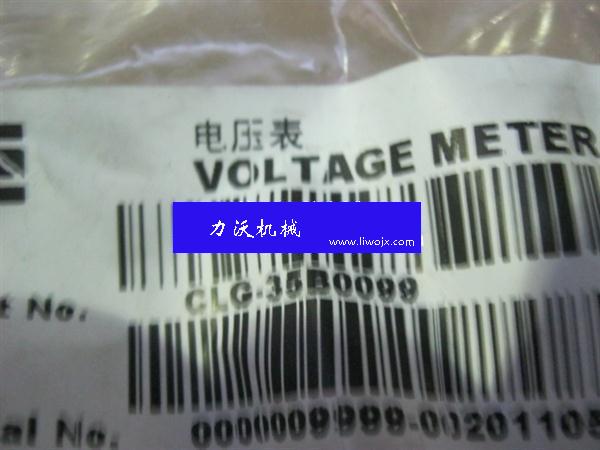 电压表
VOLTAGE METER
力沃机械
www.liwojx.com
CLG-35B0099
t No.
0000009999-00201105
al No.